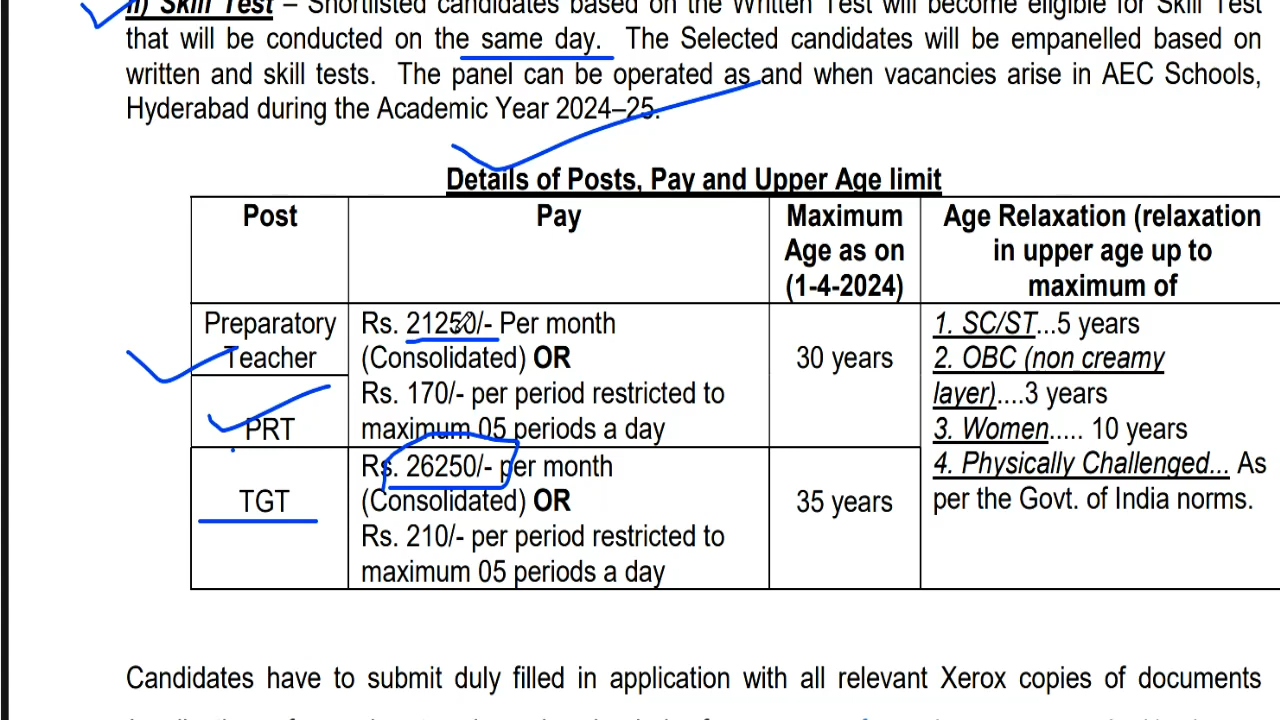 ii) Skill Test – Shortlisted candidates based on the Written Test will become eligible for Skill Test
that will be conducted on the same day. The Selected candidates will be empanelled based on
written and skill tests. The panel can be operated as and when vacancies arise in AEC Schools,
Hyderabad during the Academic Year 2024–25.
Details of Posts, Pay and Upper Age limit
Post
Pay
Maximum
Age as on
(1-4-2024)
Age Relaxation (relaxation
in upper age up to
maximum of
Preparatory
Teacher
PRT
Rs. 21250/- Per month
(Consolidated) OR
Rs. 170/- per period restricted to
maximum 05 periods a day
30 years
1. SC/ST...5 years
2. OBC (non creamy
layer)....3 years
3. Women..... 10 years
4. Physically Challenged... As
per the Govt. of India norms.
TGT
Rs. 26250/- per month
(Consolidated) OR
Rs. 210/- per period restricted to
maximum 05 periods a day
35 years
Candidates have to submit duly filled in application with all relevant Xerox copies of documents